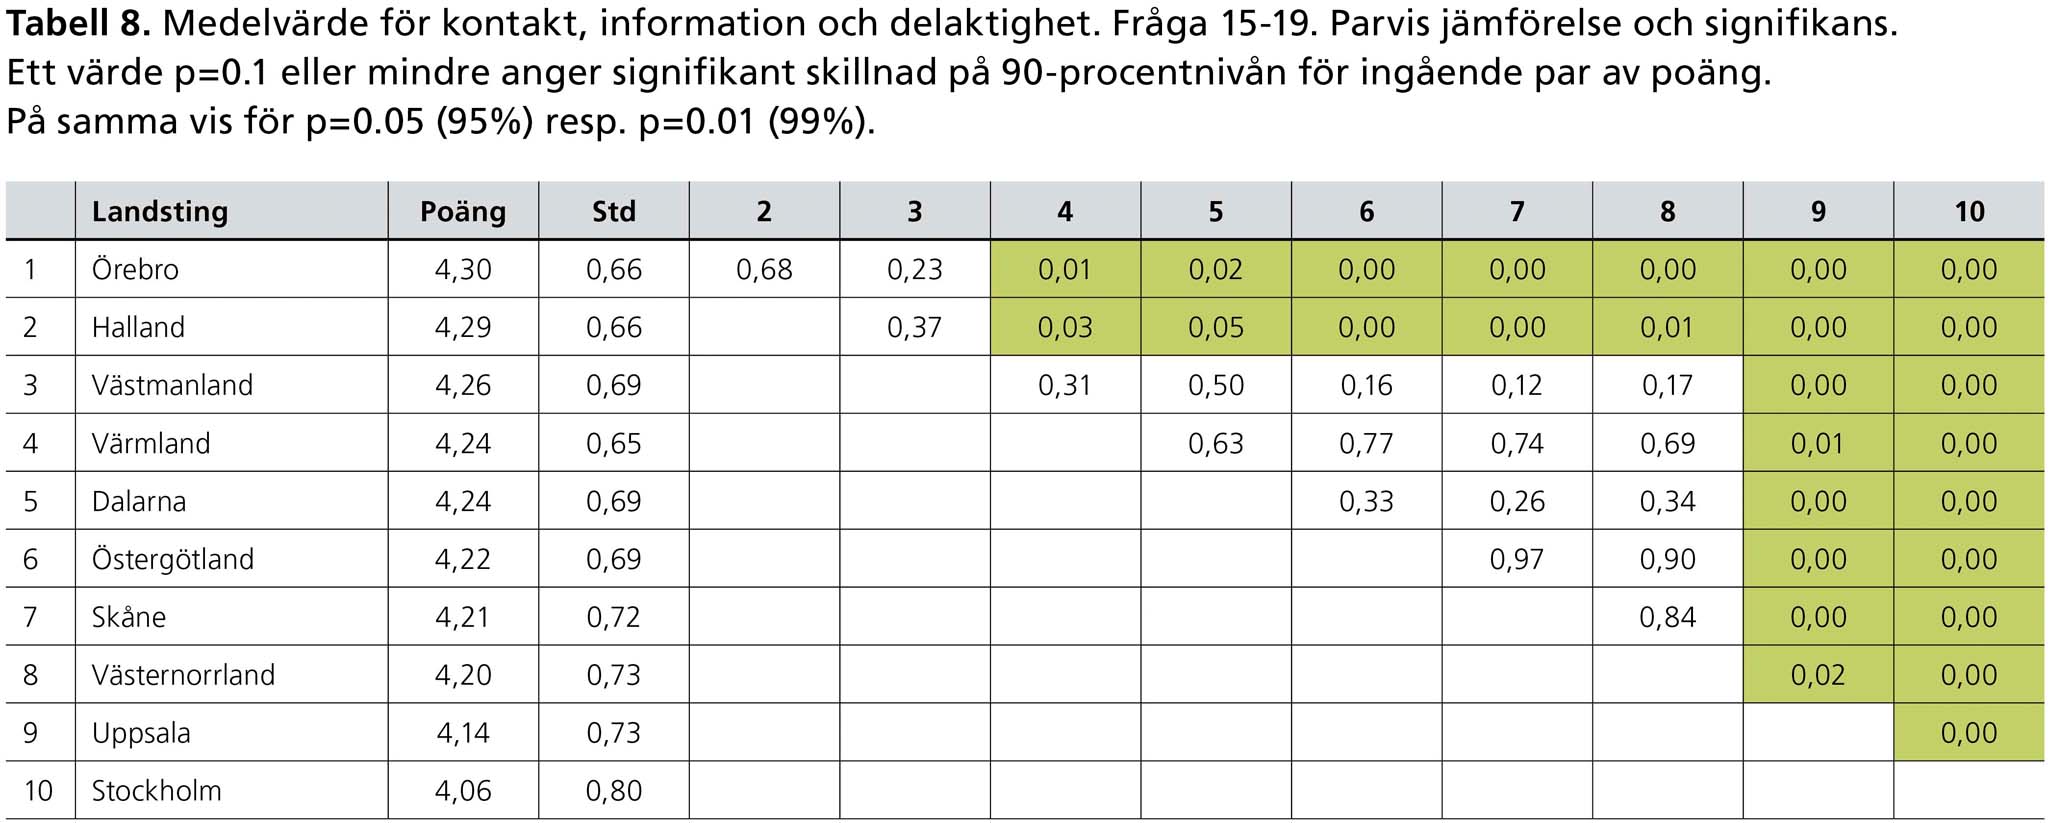 Tabell 8. Medelvärde för kontakt, information och delaktighet. Fråga 15-19. Parvis jämförelse och signifikans.
Ett värde p=0.1 eller mindre anger signifikant skillnad på 90-procentnivån för ingående par av poäng.
På samma vis för p=0.05 (95%) resp. p=0.01 (99%).
Landsting Poäng Std 2 3 4 5 6 7 8 9 10
1 Örebro 4,30 0,66 0,68 0,23 0,01 0,02 0,00 0,00 0,00 0,00 0,00
2 Halland 4,29 0,66 0,37 0,03 0,05 0,00 0,00 0,01 0,00 0,00
3 Västmanland 4,26 0,69 0,31 0,50 0,16 0,12 0,17 0,00 0,00
4 Värmland 4,24 0,65 0,63 0,77 0,74 0,69 0,01 0,00
5 Dalarna 4,24 0,69 0,33 0,26 0,34 0,00 0,00
6 Östergötland 4,22 0,69 0,97 0,90 0,00 0,00
7 Skåne 4,21 0,72 0,84 0,00 0,00
8 Västernorrland 4,20 0,73 0,02 0,00
9 Uppsala 4,14 0,73 0,00
10 Stockholm 4,06 0,80